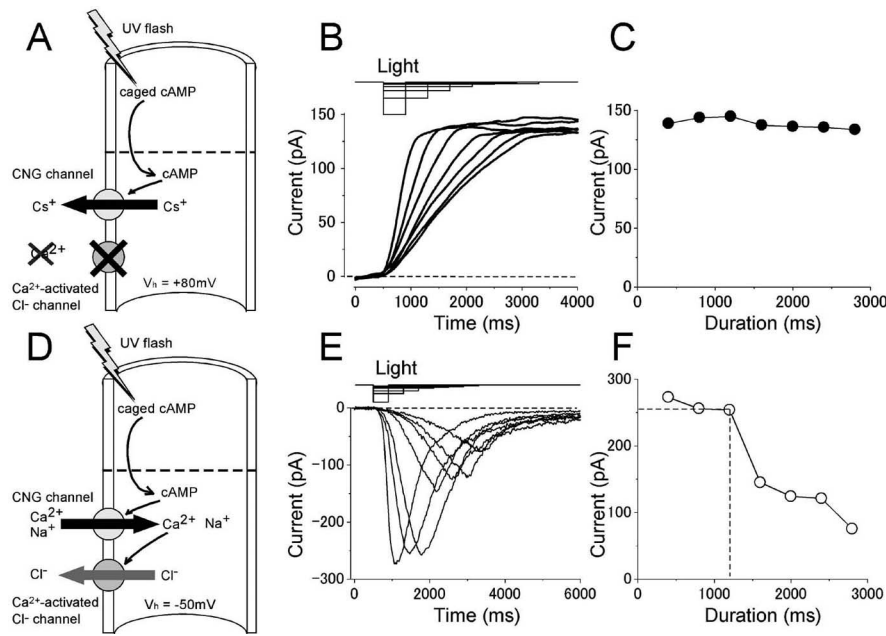 A
UV flash
caged cAMP
CNG channel
cAMP
Cs+
Cs+
Ca2+
Ca2+-activated
Cl- channel
Vh = +80mV
B
Light
150
100
50
0
Current (pA)
0 1000 2000 3000 4000
Time (ms)
C
150
100
50
0
Current (pA)
0 1000 2000 3000
Duration (ms)
D
UV flash
caged cAMP
CNG channel
cAMP
Ca2+
Na+
Ca2+ Na+
Cl-
Cl-
Ca2+-activated
Cl- channel
Vh = -50mV
E
Light
0
-100
-200
-300
Current (pA)
0 2000 4000 6000
Time (ms)
F
300
200
100
0
Current (pA)
0 1000 2000 3000
Duration (ms)